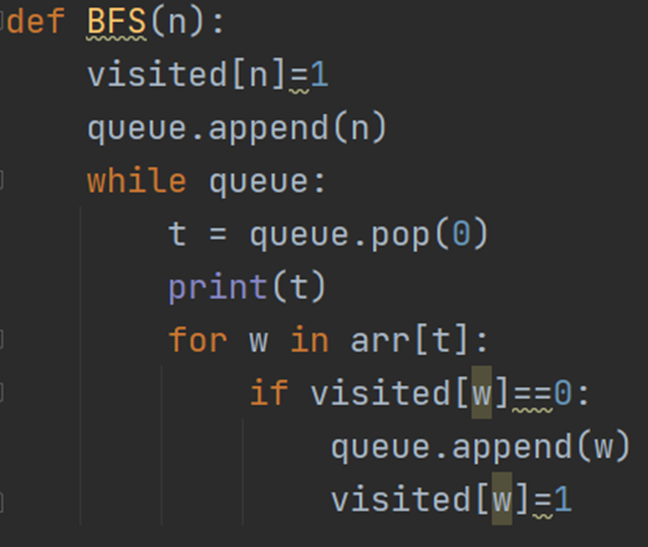 def BFS(n):
    visited[n]=1
    queue.append(n)
    while queue:
        t = queue.pop(0)
        print(t)
        for w in arr[t]:
            if visited[w]==0:
                queue.append(w)
                visited[w]=1